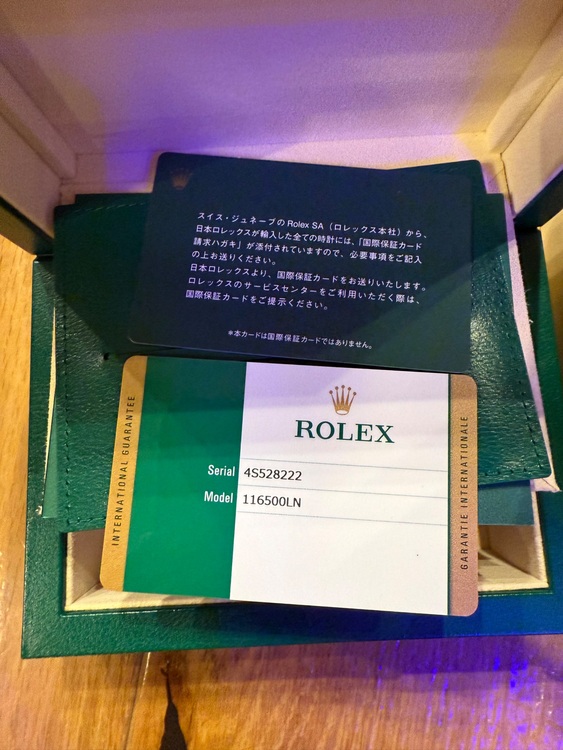 スイス・ジュネーブのRolex SA（ロレックス本社）から、
日本ロレックスが輸入した全ての時計には、「国際保証カード
請求ハガキ」が添付されていますので、必要事項をご記入
の上お送りください。
日本ロレックスより、国際保証カードをお送りいたします。
ロレックスのサービスセンターをご利用いただく際は、
国際保証カードをご提示ください。
※本カードは国際保証カードではありません。
INTERNATIONAL GUARANTEE
ROLEX
Serial 4S528222
Model 116500LN
GARANTIE INTERNATIONALE